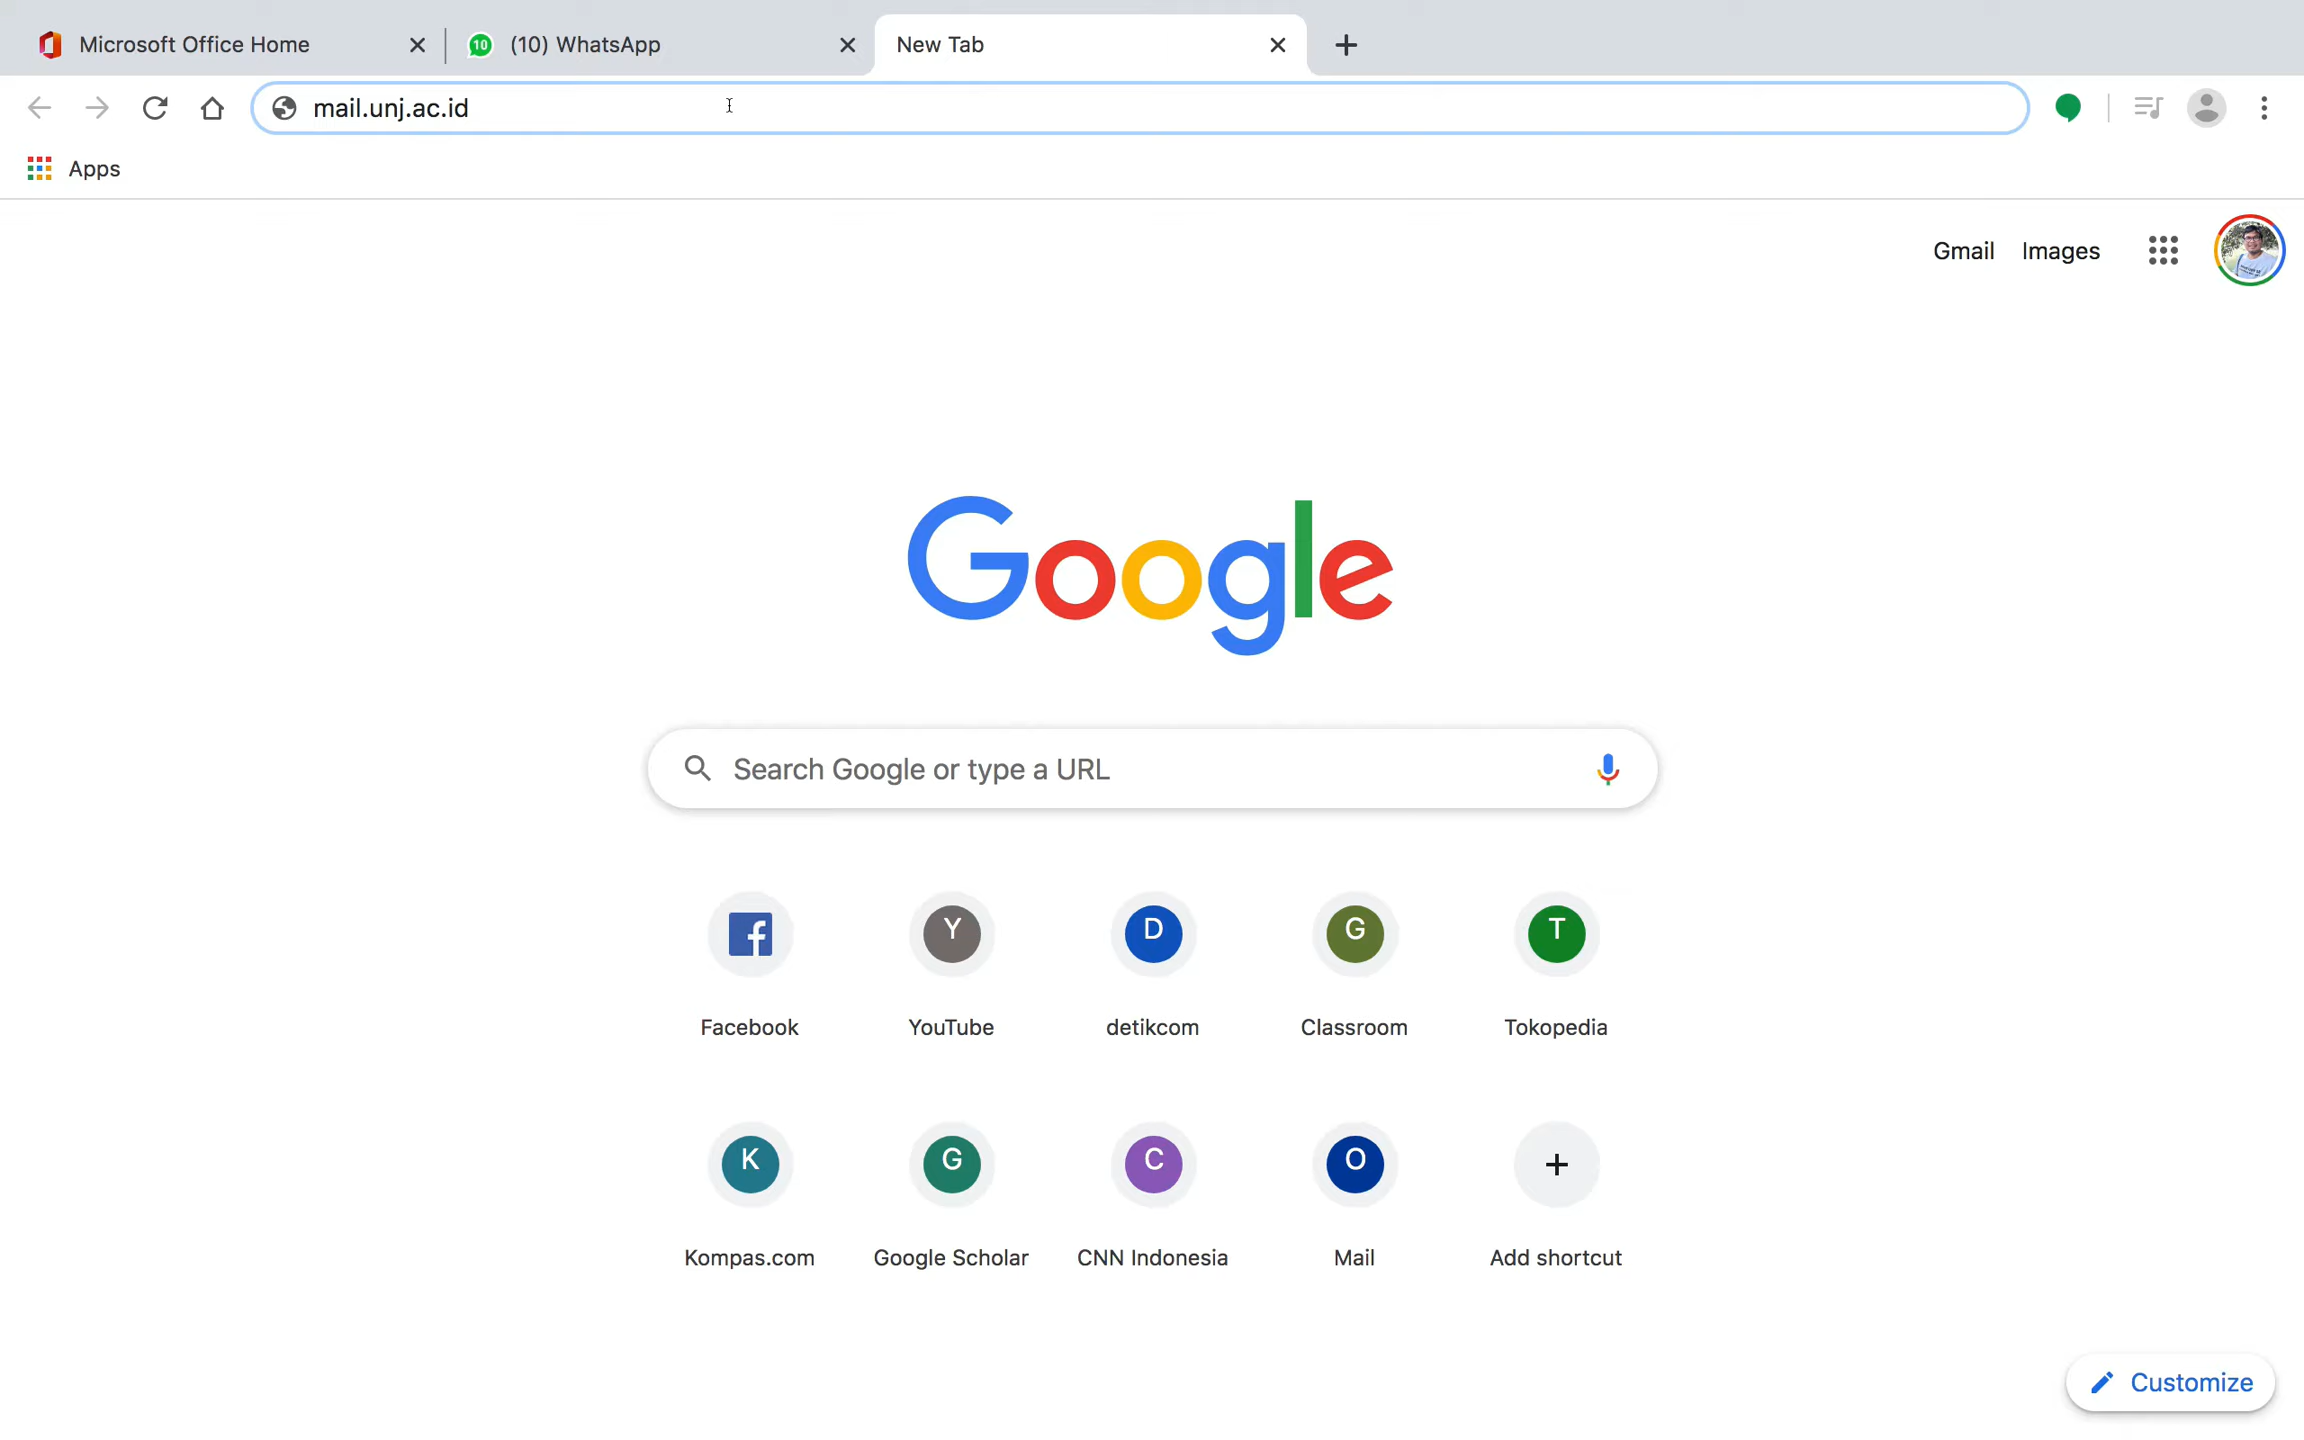 Microsoft Office Home
10
(10) WhatsApp
New Tab
mail.unj.ac.id
Apps
Gmail
Images
Google
Search Google or type a URL
Y
D
G
T
Facebook
YouTube
detikcom
Classroom
Tokopedia
K
G
C
O
Kompas.com
Google Scholar
CNN Indonesia
Mail
Add shortcut
Customize